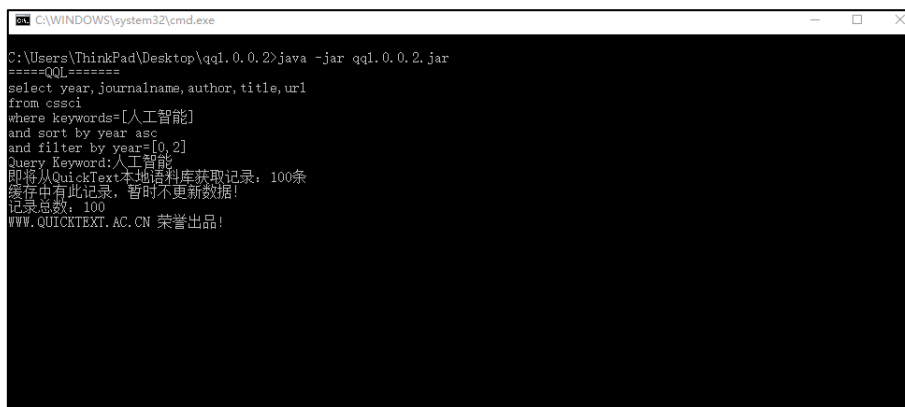 C:\WINDOWS\system32\cmd.exe
C:\Users\ThinkPad\Desktop\qql.0.0.2>java -jar qql.0.0.2.jar
=====QQL=======
select year,journalname,author,title,url
from cssci
where keywords=[人工智能]
and sort by year asc
and filter by year=[0,2]
Query Keyword:人工智能
即将从QuickText本地语料库获取记录：100条
缓存中有此记录，暂时不更新数据!
记录总数：100
WWW.QUICKTEXT.AC.CN 荣誉出品!